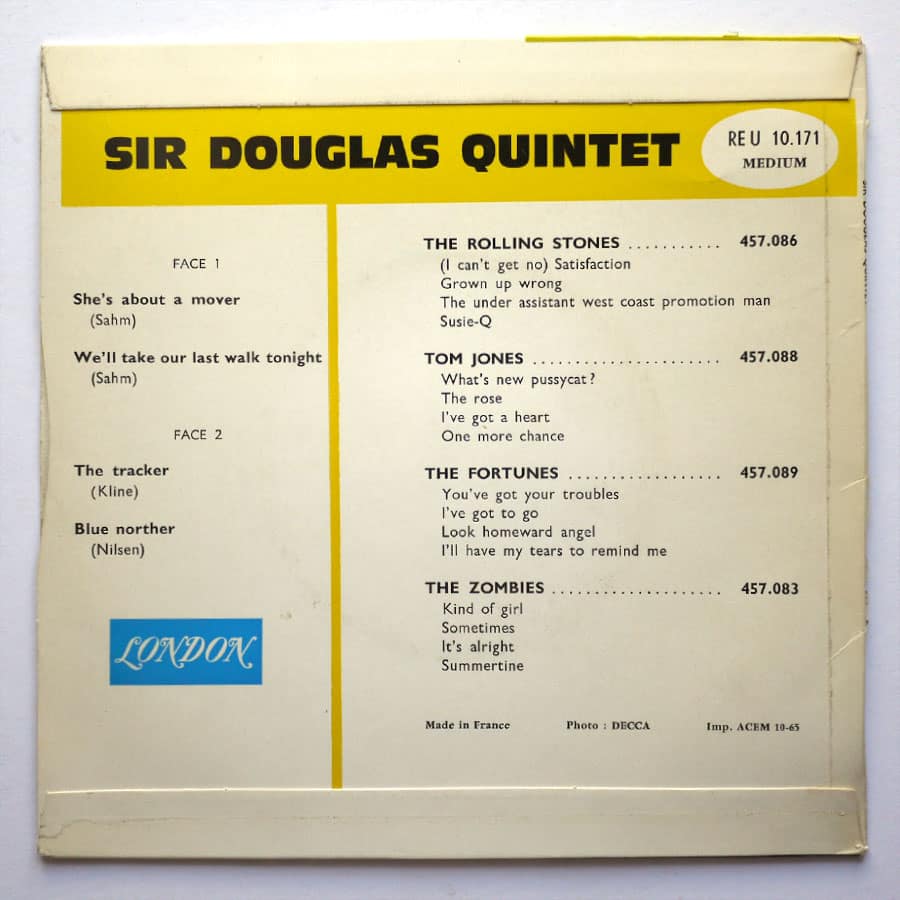 SIR DOUGLAS QUINTET
RE U 10.171
MEDIUM
FACE 1
She's about a mover
(Sahm)
We'll take our last walk tonight
(Sahm)
FACE 2
The tracker
(Kline)
Blue norther
(Nilsen)
LONDON
THE ROLLING STONES ........... 457.086
(I can't get no) Satisfaction
Grown up wrong
The under assistant west coast promotion man
Susie-Q
TOM JONES ...................... 457.088
What's new pussycat?
The rose
I've got a heart
One more chance
THE FORTUNES .................. 457.089
You've got your troubles
I've got to go
Look homeward angel
I'll have my tears to remind me
THE ZOMBIES .................... 457.083
Kind of girl
Sometimes
It's alright
Summertine
Made in France Photo : DECCA Imp. ACEM 10-65